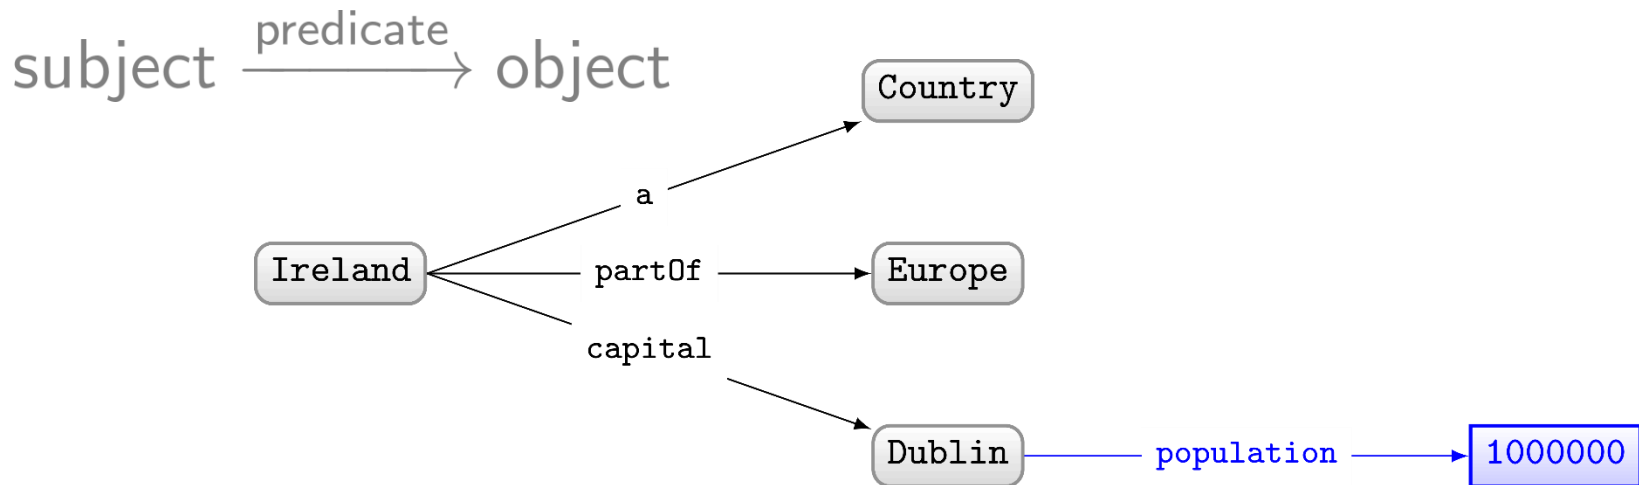 predicate
subject object
Country
a
Ireland partOf Europe
capital
Dublin population 1000000